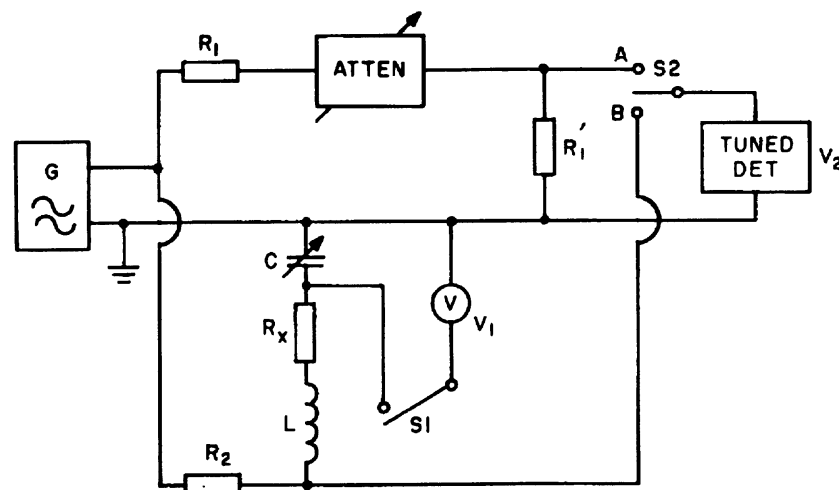 R1
ATTEN
A
S2
B
G
R1'
TUNED
DET
V2
C
V
V1
Rx
S1
L
R2